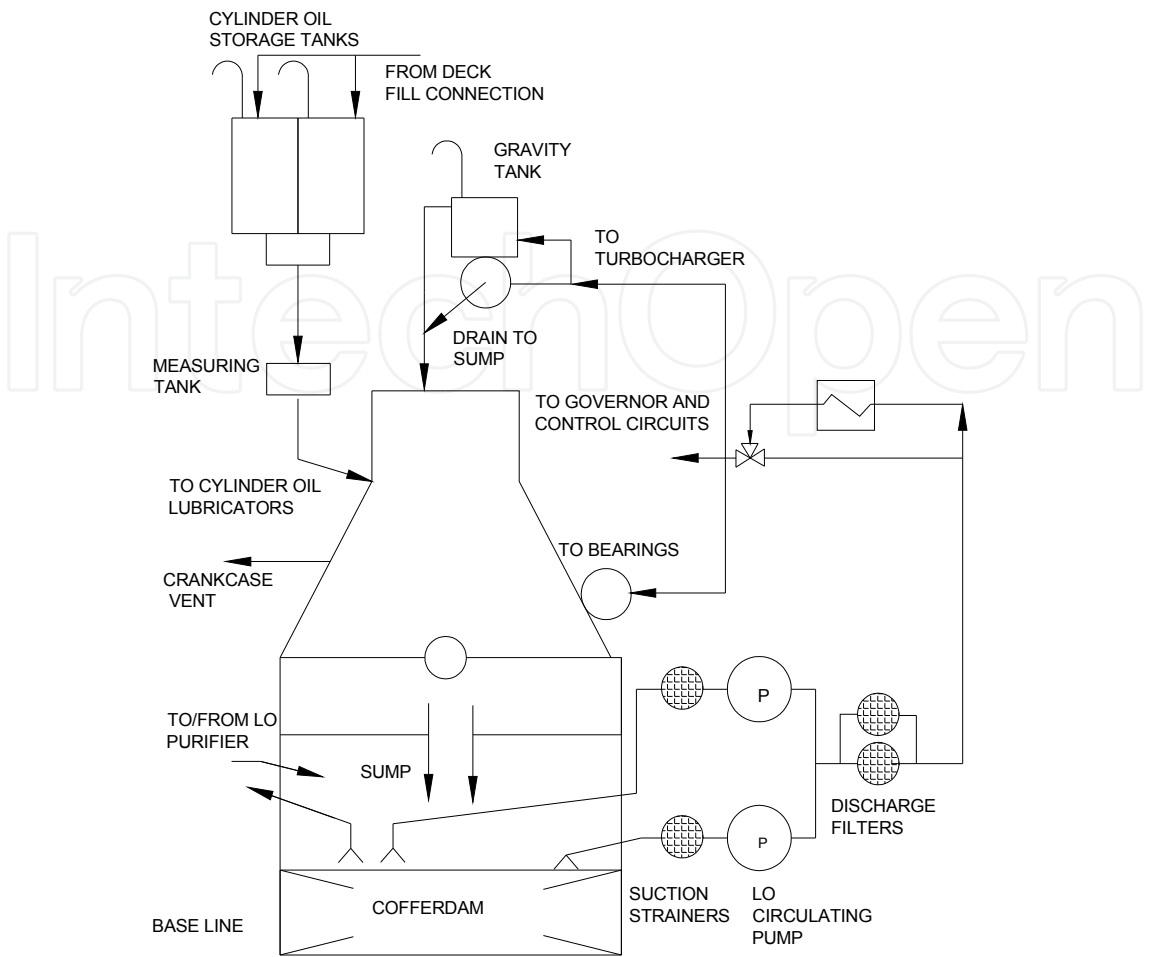 CYLINDER OIL
STORAGE TANKS
FROM DECK
FILL CONNECTION
GRAVITY
TANK
TO
TURBOCHARGER
DRAIN TO
SUMP
MEASURING
TANK
TO GOVERNOR AND
CONTROL CIRCUITS
TO CYLINDER OIL
LUBRICATORS
TO BEARINGS
CRANKCASE
VENT
P
TO/FROM LO
PURIFIER
SUMP
DISCHARGE
FILTERS
P
SUCTION
STRAINERS
LO
CIRCULATING
PUMP
COFFERDAM
BASE LINE
IntechOpen